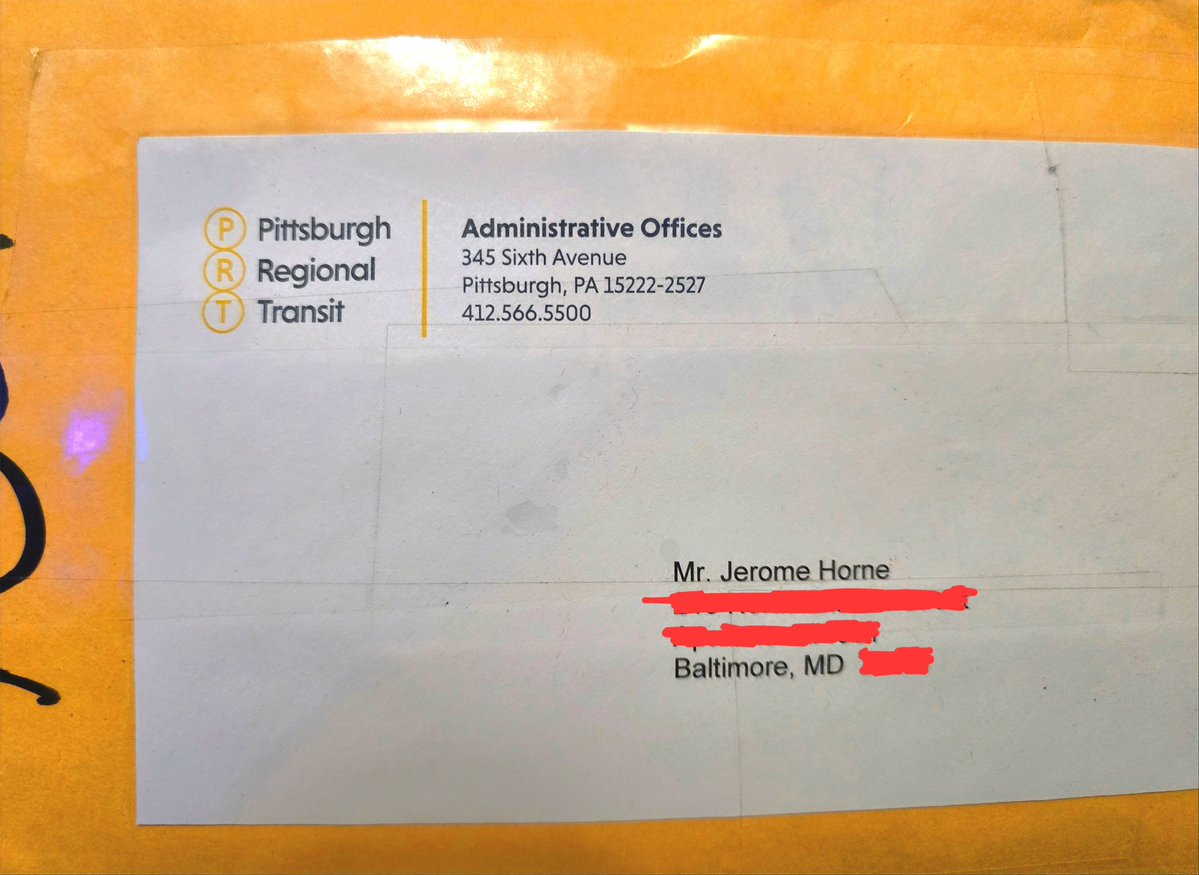 P Pittsburgh
R Regional
T Transit
Administrative Offices
345 Sixth Avenue
Pittsburgh, PA 15222-2527
412.566.5500
Mr. Jerome Horne
Baltimore, MD